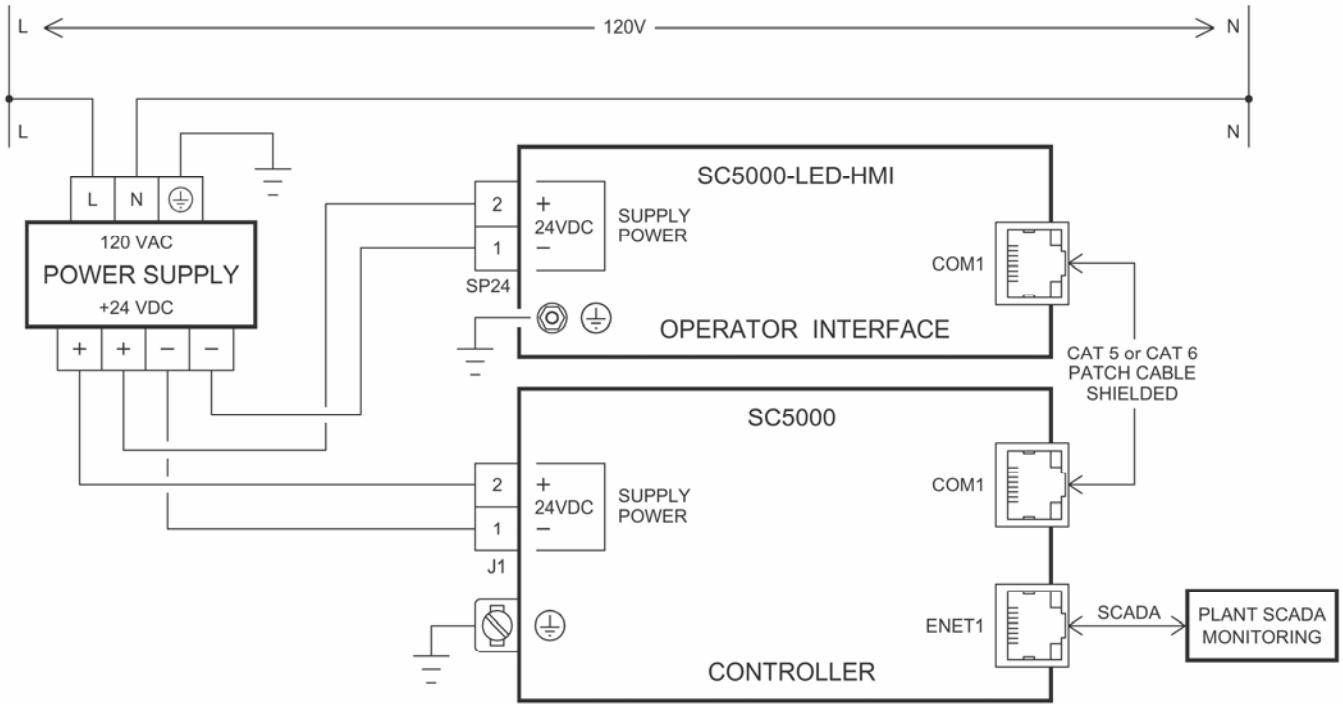 L 120V N
L N
L N
120 VAC
POWER SUPPLY
+24 VDC
+ + − −
SC5000-LED-HMI
2 +
24VDC
1 −
SUPPLY
POWER
SP24
COM1
OPERATOR INTERFACE
CAT 5 or CAT 6
PATCH CABLE
SHIELDED
SC5000
2 +
24VDC
1 −
SUPPLY
POWER
J1
COM1
ENET1
SCADA
PLANT SCADA
MONITORING
CONTROLLER